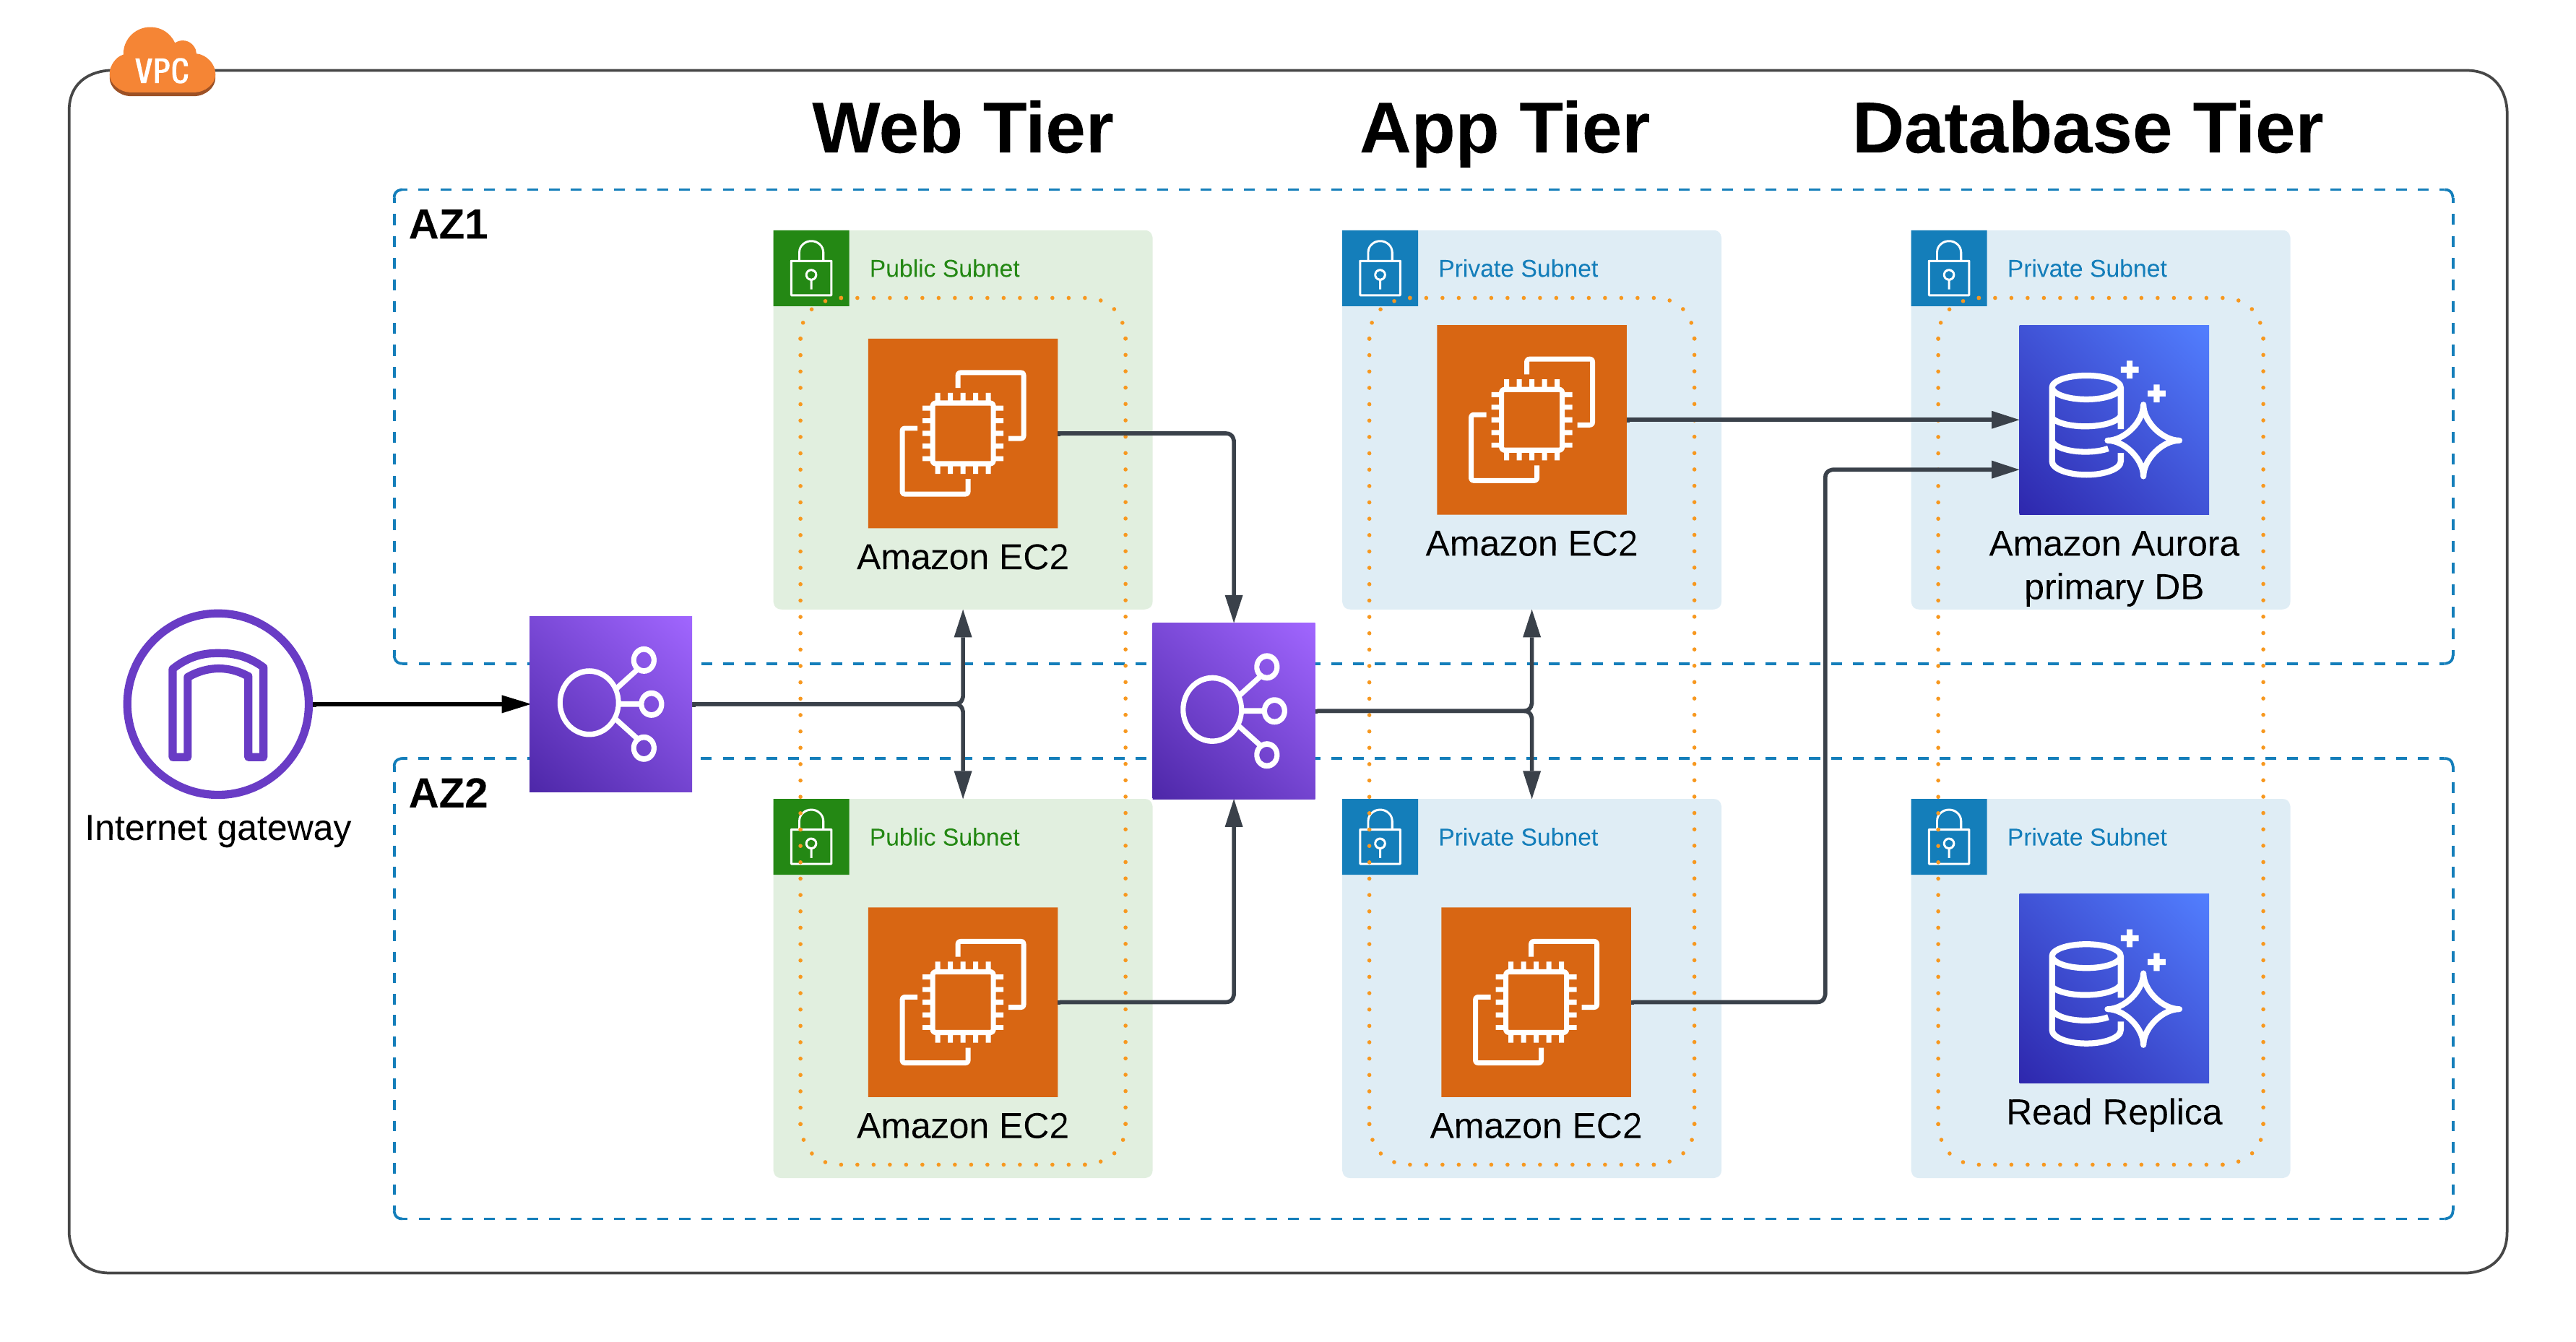 VPC
Web Tier
App Tier
Database Tier
AZ1
Public Subnet
Private Subnet
Private Subnet
Amazon EC2
Amazon EC2
Amazon Aurora
primary DB
Internet gateway
AZ2
Public Subnet
Private Subnet
Private Subnet
Amazon EC2
Amazon EC2
Read Replica